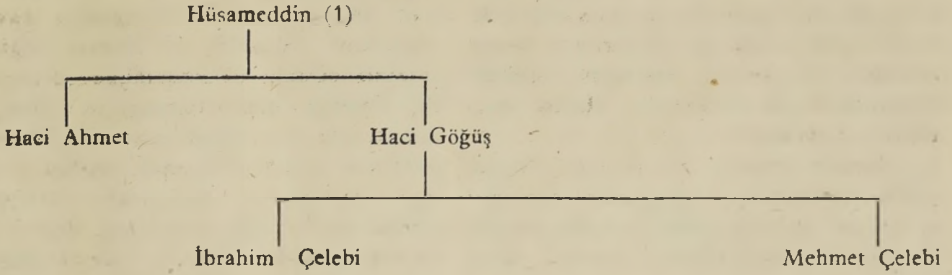 Hüsameddin (1)
Haci Ahmet Haci Göğüş
İbrahim Çelebi Mehmet Çelebi